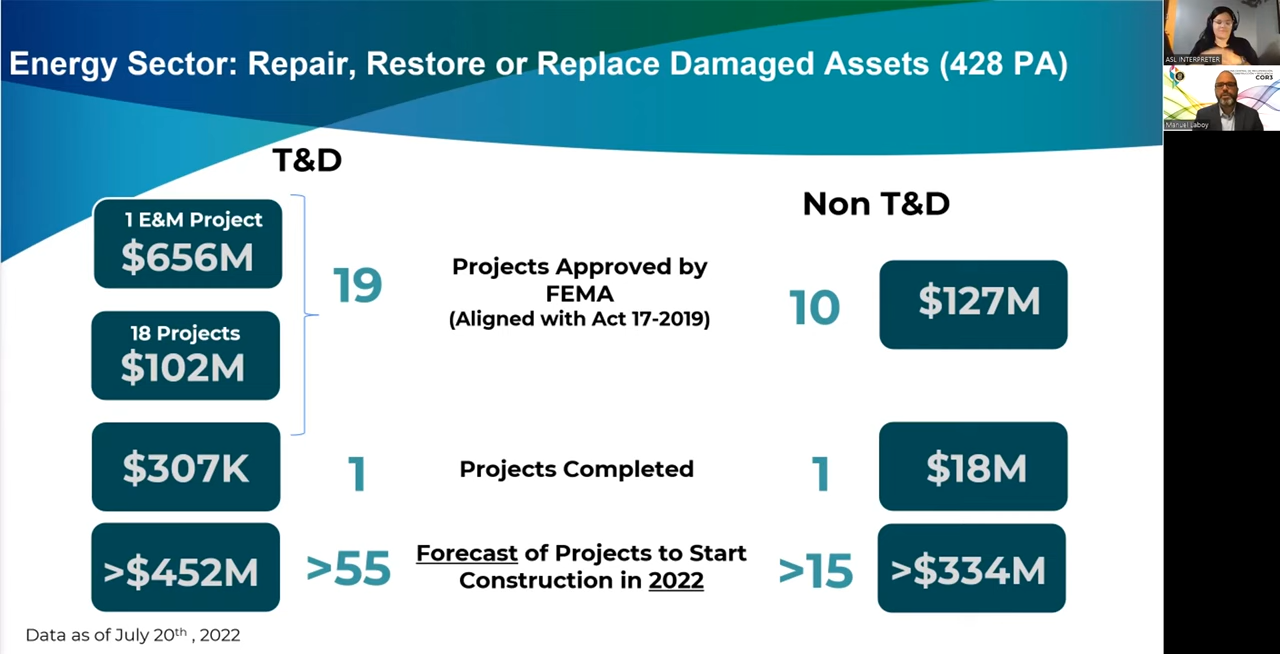 Energy Sector: Repair, Restore or Replace Damaged Assets (428 PA)
ASL INTERPRETER
COR3
Manuel Laboy
T&D
Non T&D
1 E&M Project
$656M
18 Projects
$102M
19
Projects Approved by
FEMA
(Aligned with Act 17-2019)
10
$127M
$307K
1
Projects Completed
1
$18M
>$452M
>55
Forecast of Projects to Start
Construction in 2022
>15
>$334M
Data as of July 20th , 2022